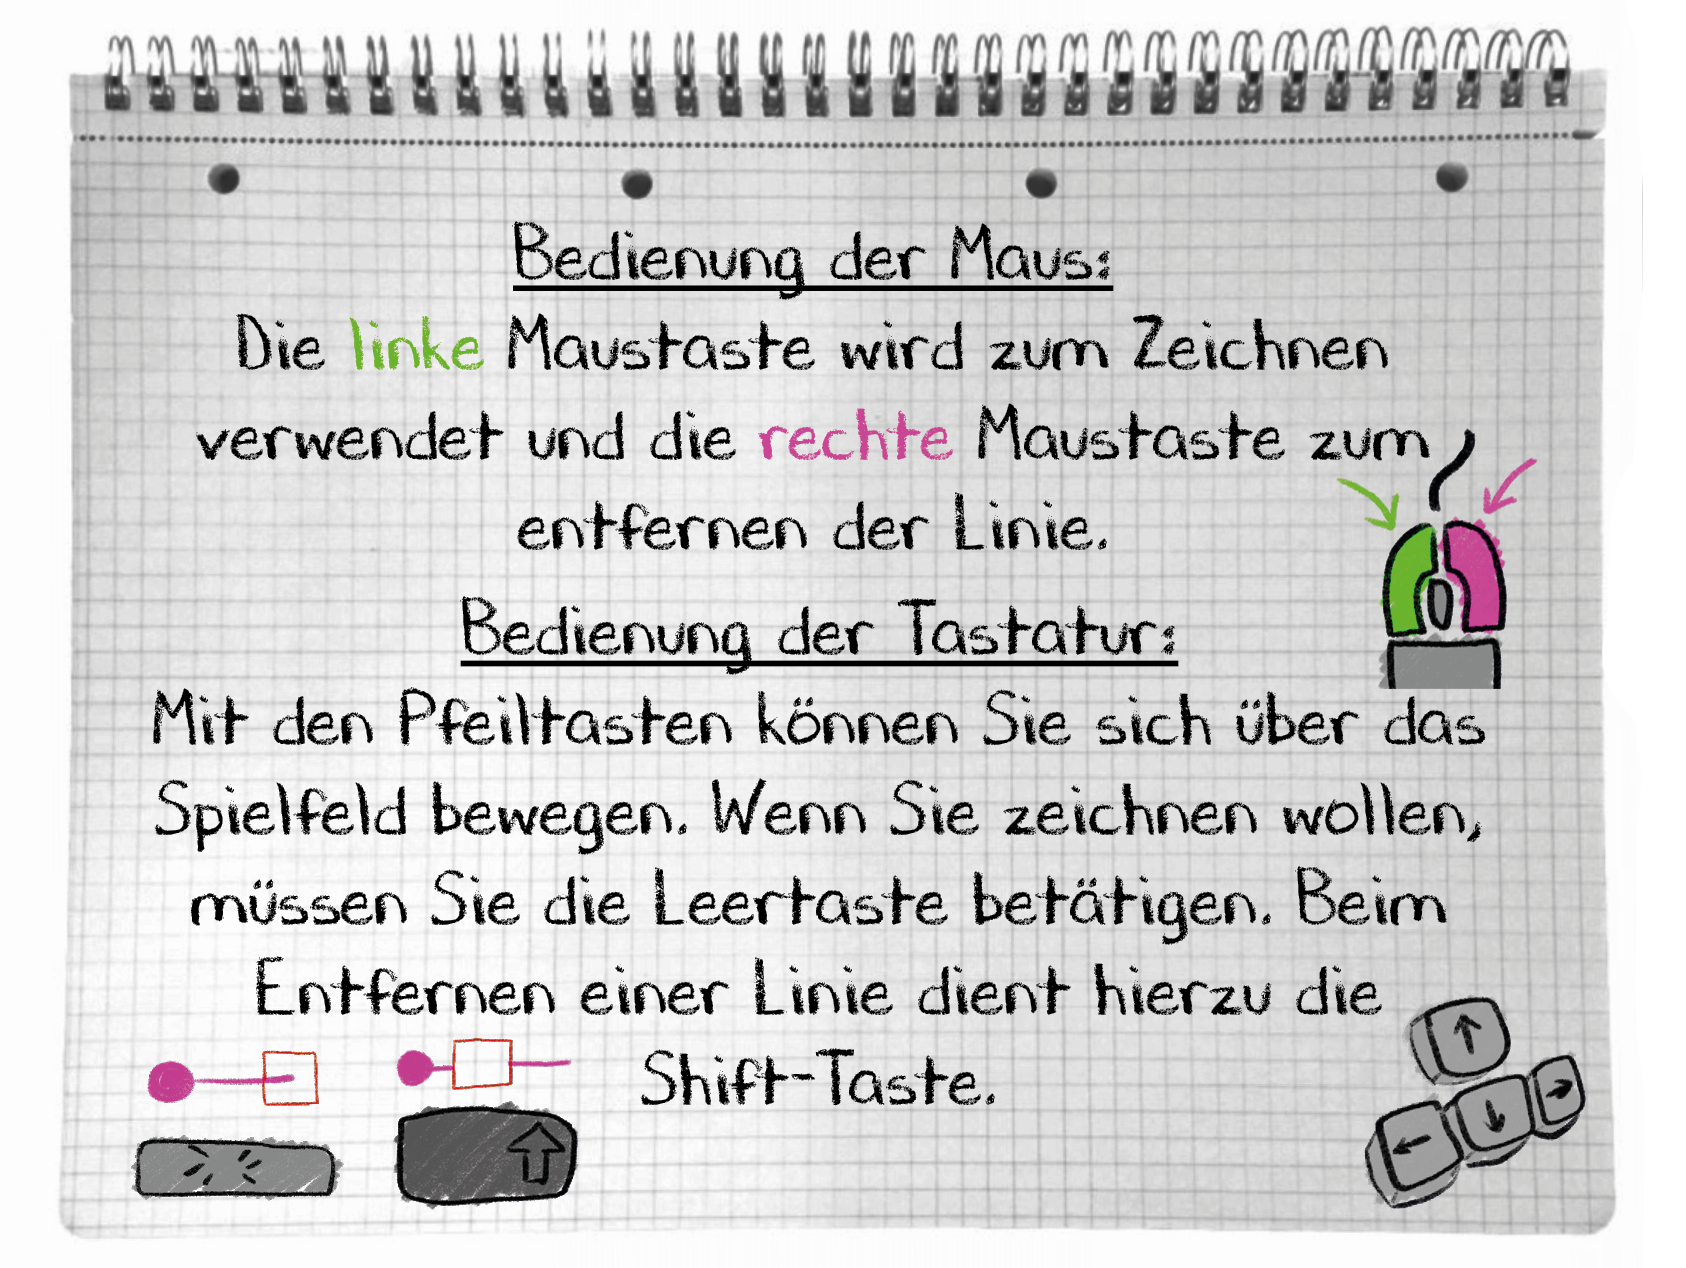 Bedienung der Maus:
Die linke Maustaste wird zum Zeichnen
verwendet und die rechte Maustaste zum
entfernen der Linie.
Bedienung der Tastatur:
Mit den Pfeiltasten können Sie sich über das
Spielfeld bewegen. Wenn Sie zeichnen wollen,
müssen Sie die Leertaste betätigen. Beim
Entfernen einer Linie dient hierzu die
Shift-Taste.